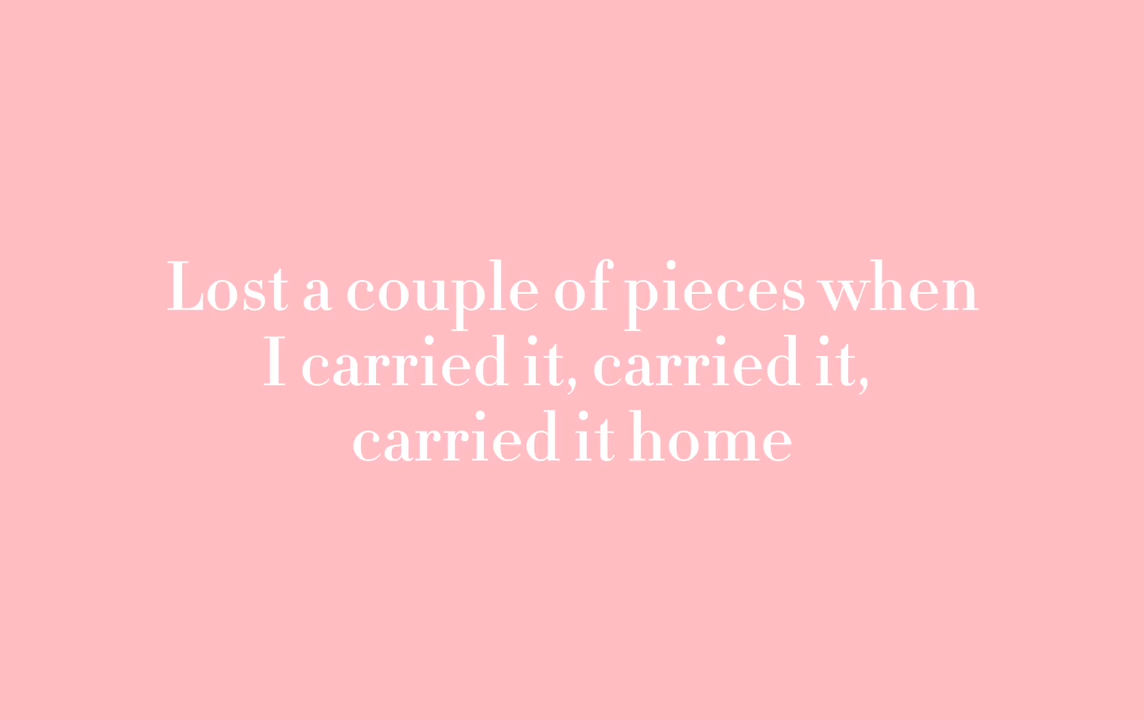 Lost a couple of pieces when
I carried it, carried it,
carried it home